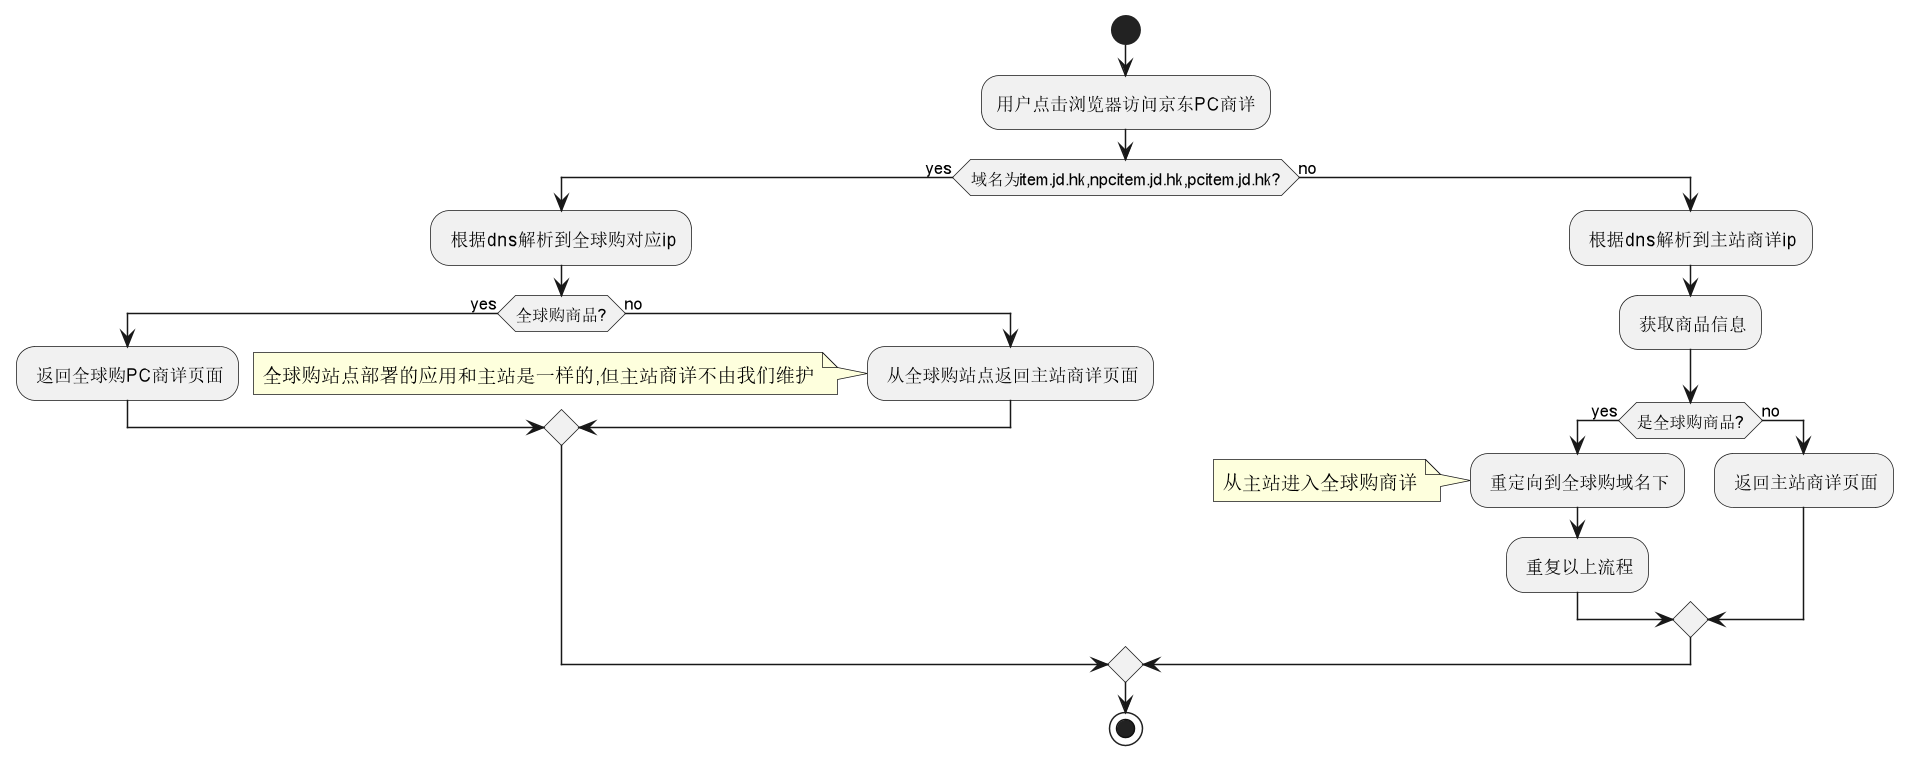 用户点击浏览器访问京东PC商详
yes
域名为item.jd.hk,npcitem.jd.hk,pcitem.jd.hk?
no
根据dns解析到全球购对应ip
根据dns解析到主站商详ip
yes
全球购商品?
no
获取商品信息
返回全球购PC商详页面
全球购站点部署的应用和主站是一样的,但主站商详不由我们维护
从全球购站点返回主站商详页面
yes
是全球购商品?
no
从主站进入全球购商详
重定向到全球购域名下
返回主站商详页面
重复以上流程